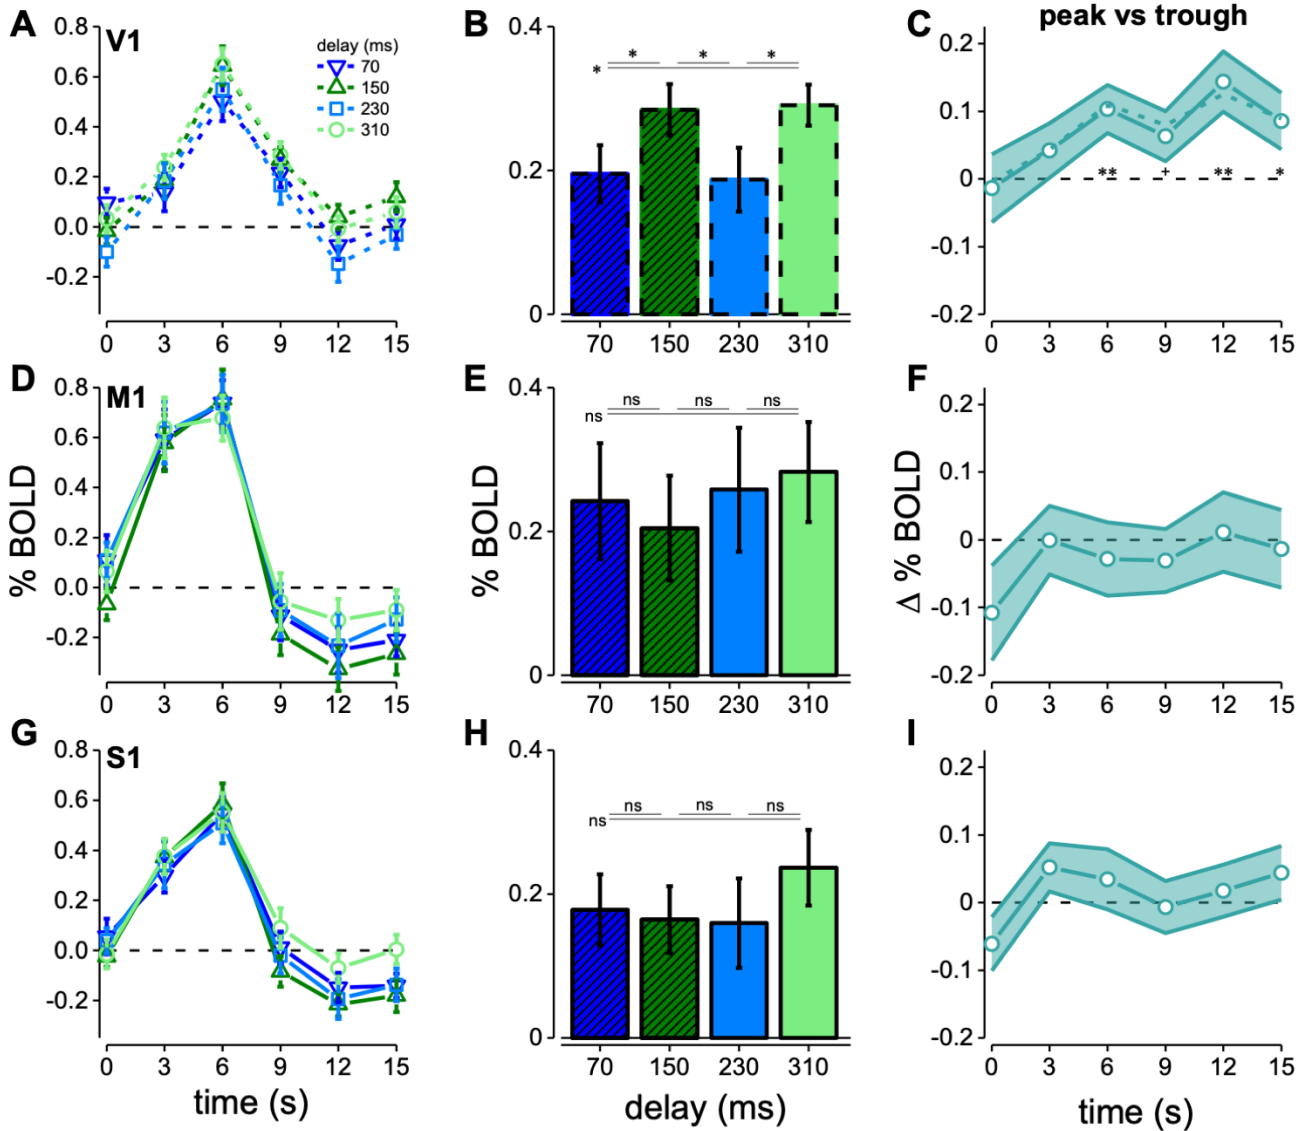 A
V1
delay (ms)
70
150
230
310
0.8
0.6
0.4
0.2
0.0
-0.2
0 3 6 9 12 15
B
0.4
0.2
0
* * *
*
70 150 230 310
C
peak vs trough
0.2
0.1
0
-0.1
-0.2
** + ** *
0 3 6 9 12 15
D
M1
% BOLD
0.8
0.6
0.4
0.2
0.0
-0.2
0 3 6 9 12 15
E
% BOLD
0.4
0.2
0
ns ns ns
ns
70 150 230 310
F
Δ % BOLD
0.2
0.1
0
-0.1
-0.2
0 3 6 9 12 15
G
S1
0.8
0.6
0.4
0.2
0.0
-0.2
0 3 6 9 12 15
time (s)
H
0.4
0.2
0
ns ns ns
ns
70 150 230 310
delay (ms)
I
0.2
0.1
0
-0.1
-0.2
0 3 6 9 12 15
time (s)